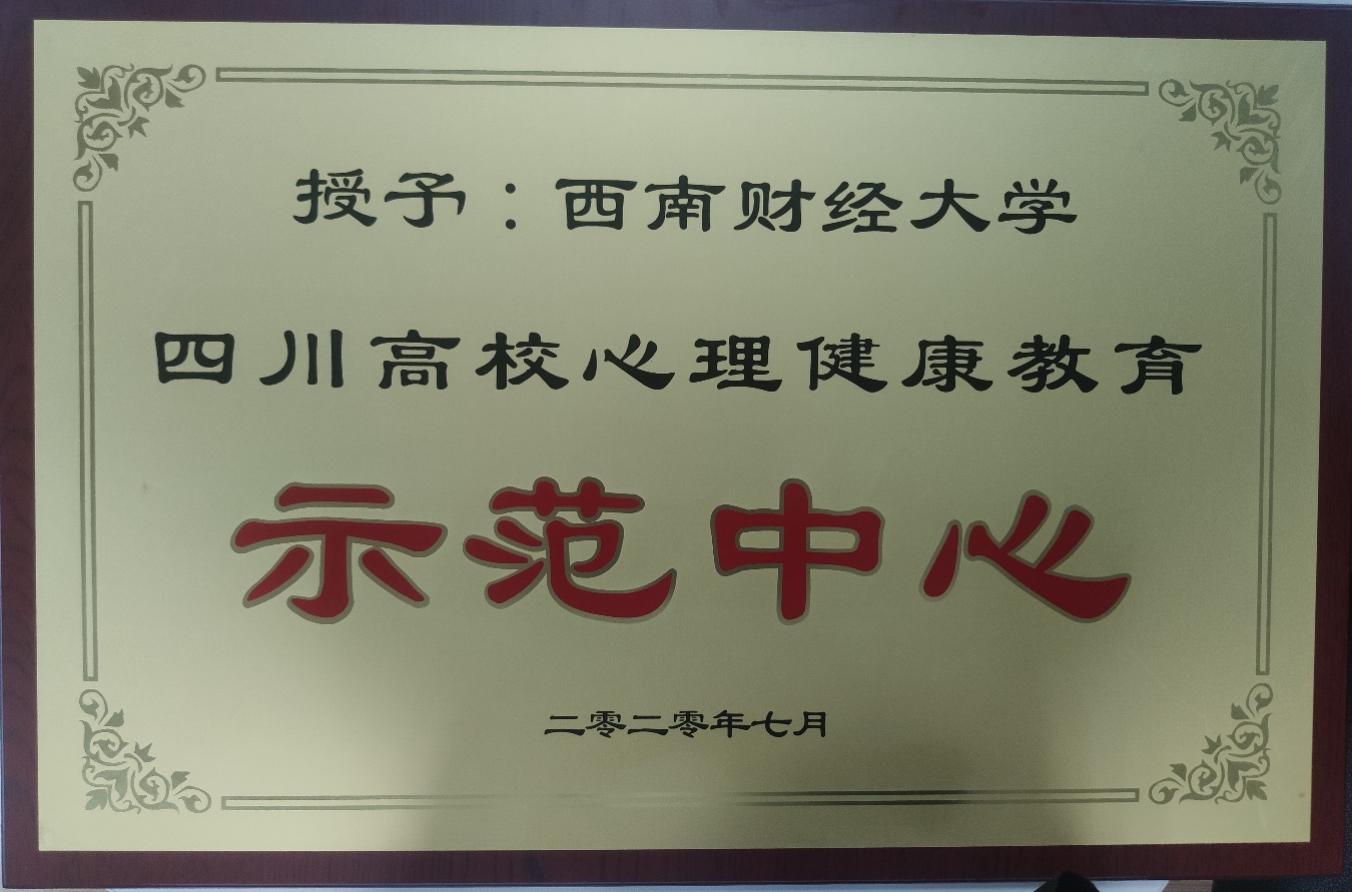 授予：西南财经大学
四川高校心理健康教育
示范中心
二零二零年七月